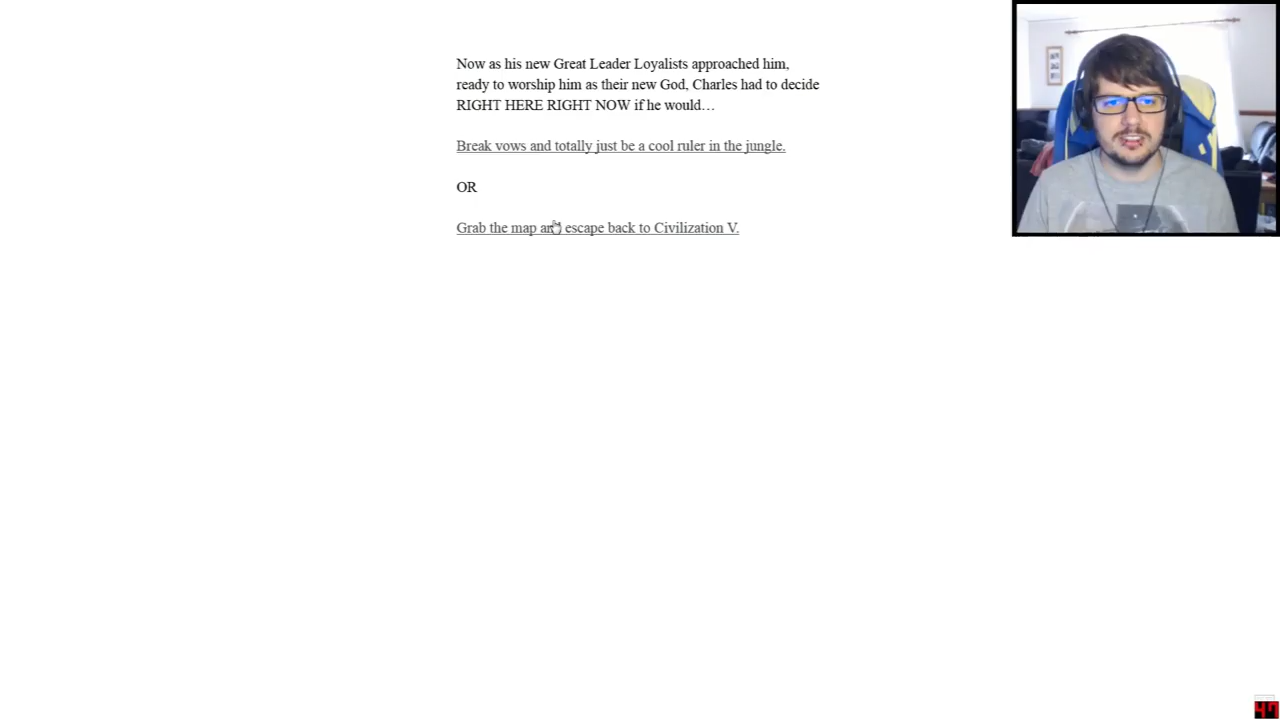 Now as his new Great Leader Loyalists approached him,
ready to worship him as their new God, Charles had to decide
RIGHT HERE RIGHT NOW if he would…
Break vows and totally just be a cool ruler in the jungle.
OR
Grab the map and escape back to Civilization V.
47